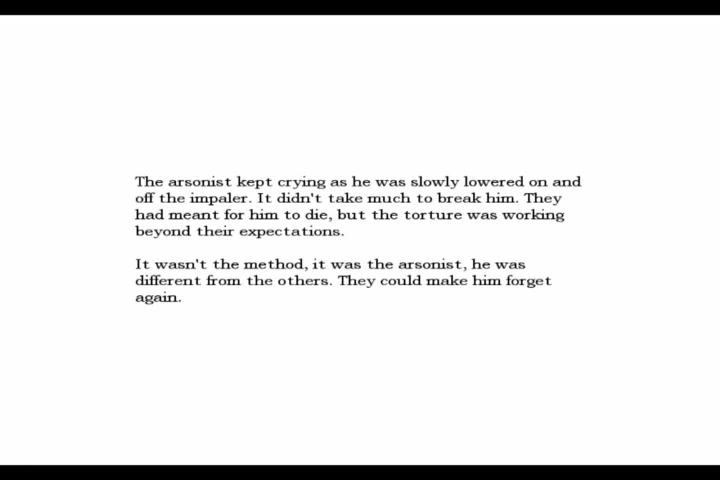 The arsonist kept crying as he was slowly lowered on and
off the impaler. It didn't take much to break him. They
had meant for him to die, but the torture was working
beyond their expectations.
It wasn't the method, it was the arsonist, he was
different from the others. They could make him forget
again.